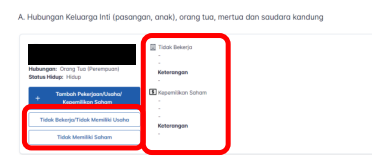 A. Hubungan Keluarga Inti (pasangan, anak), orang tua, mertua dan saudara kandung
Hubungan: Orang Tua (Perempuan)
Status Hidup: Hidup
+ Tambah Pekerjaan/Usaha/
Kepemilikan Saham
Tidak Bekerja/Tidak Memiliki Usaha
Tidak Memiliki Saham
Tidak Bekerja
-
-
Keterangan
-
Kepemilikan Saham
-
-
-
Keterangan
-